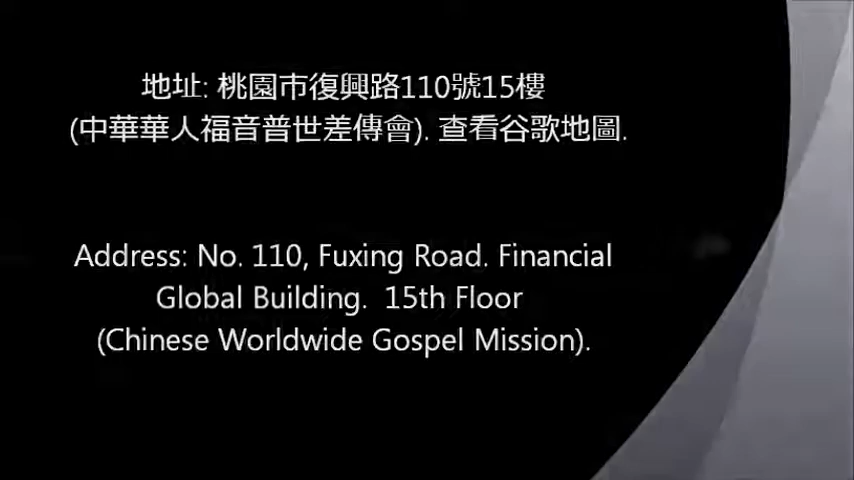 地址: 桃園市復興路110號15樓
(中華華人福音普世差傳會). 查看谷歌地圖.
Address: No. 110, Fuxing Road. Financial
Global Building.  15th Floor
(Chinese Worldwide Gospel Mission).